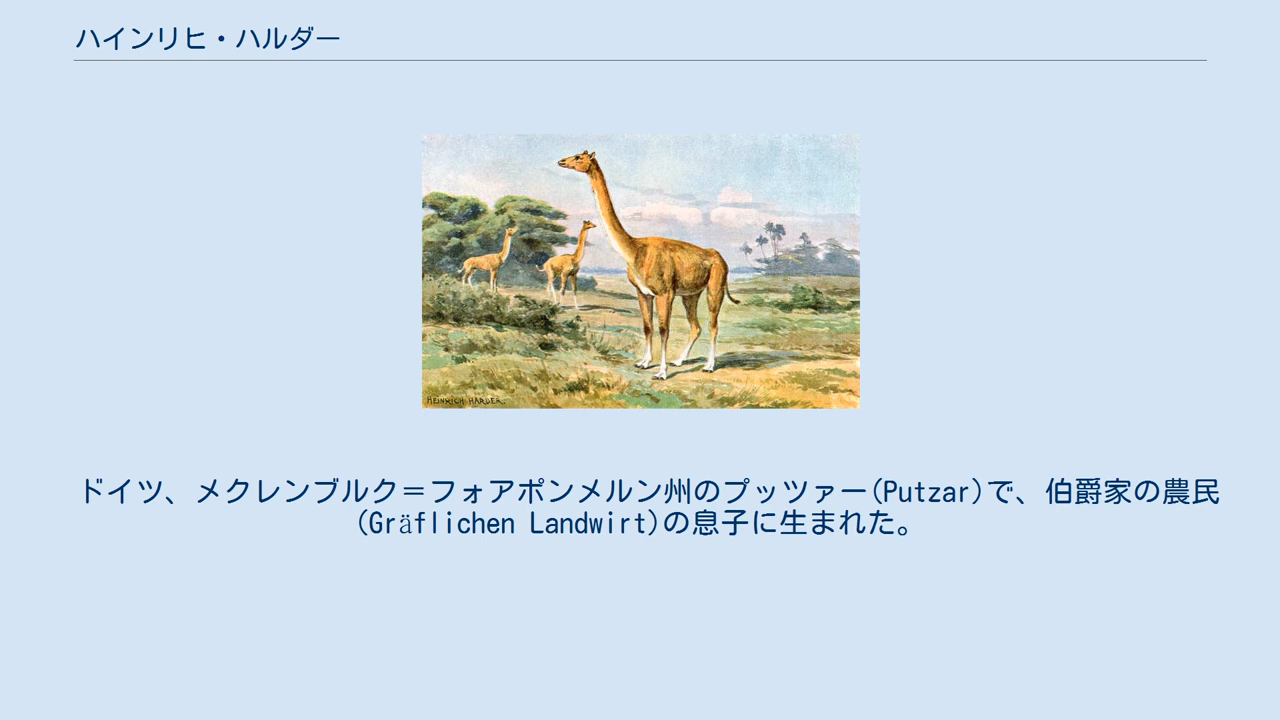 ハインリヒ・ハルダー
HEINRICH HARDER.
ドイツ、メクレンブルク＝フォアポンメルン州のプッツァー(Putzar)で、伯爵家の農民
(Gräflichen Landwirt)の息子に生まれた。